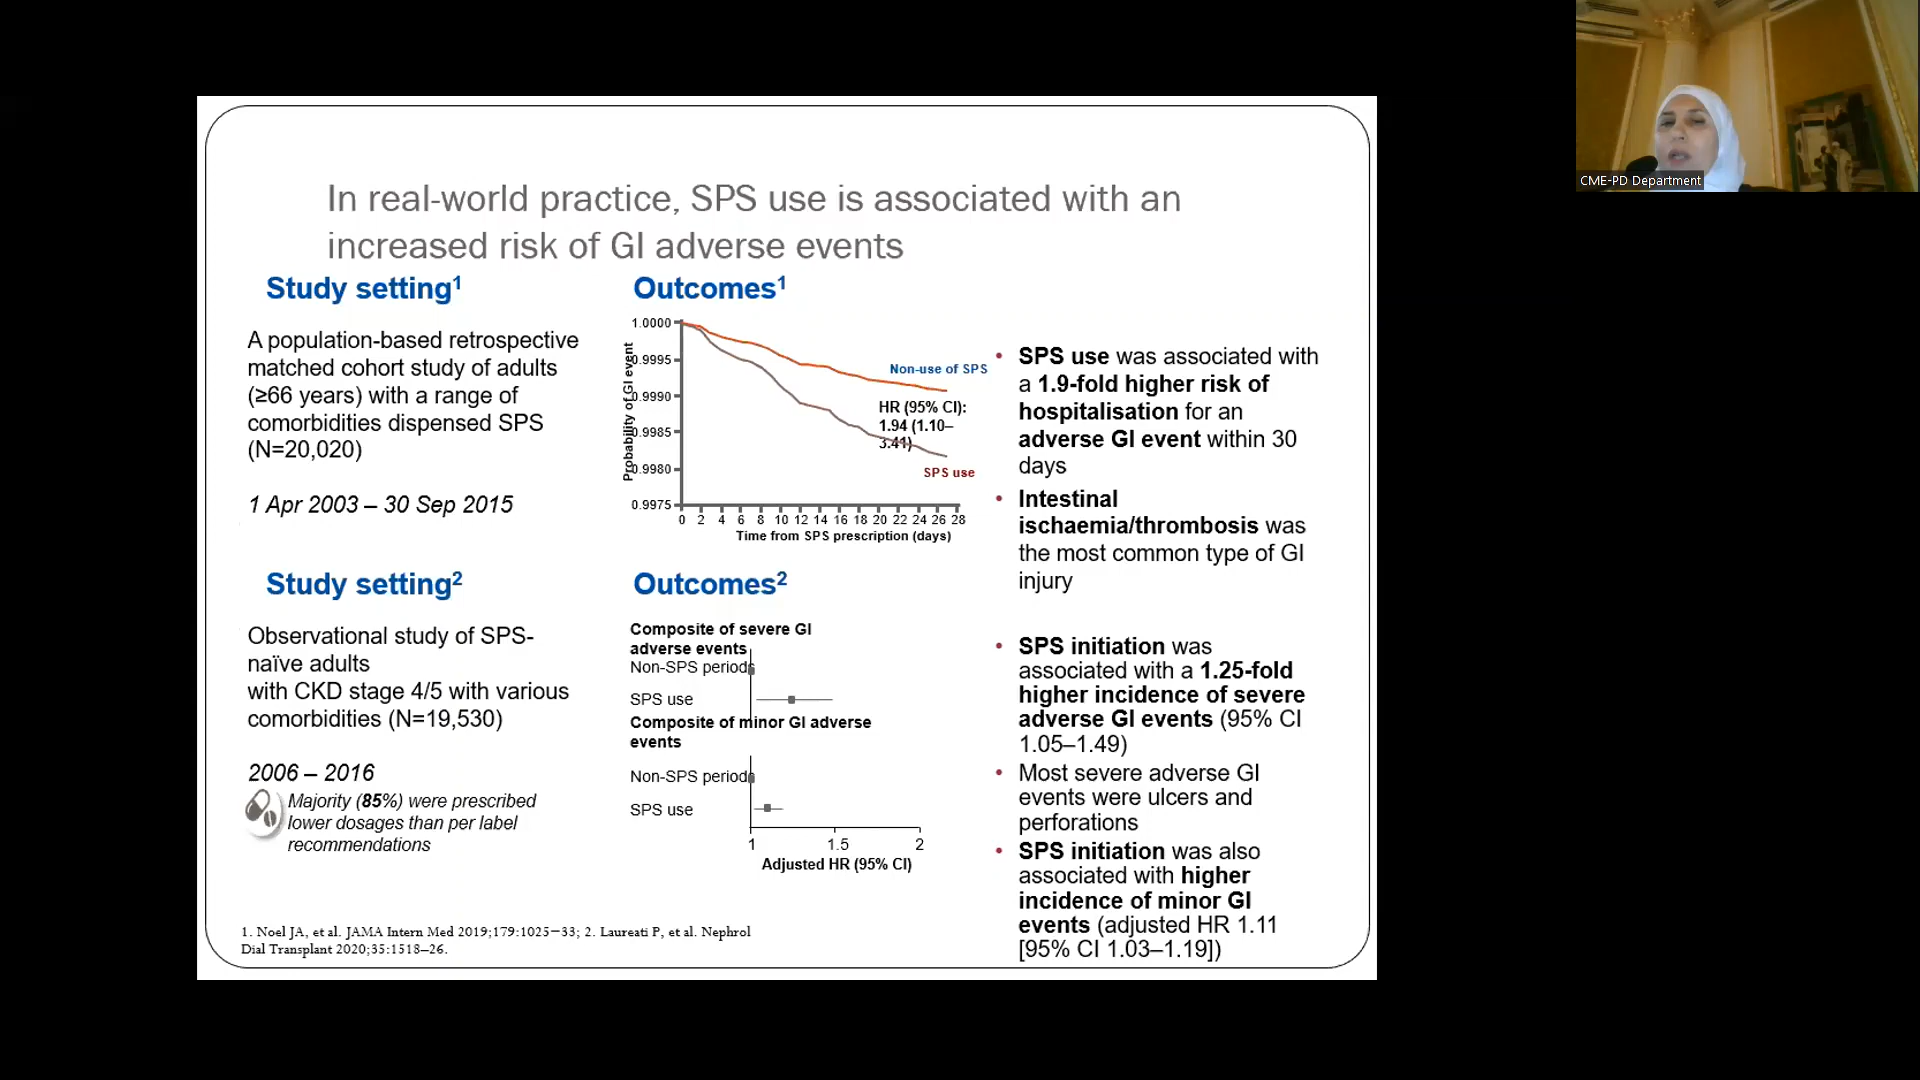 In real-world practice, SPS use is associated with an
increased risk of GI adverse events
Study setting1
A population-based retrospective
matched cohort study of adults
(≥66 years) with a range of
comorbidities dispensed SPS
(N=20,020)
1 Apr 2003 – 30 Sep 2015
Outcomes1
Probability of GI event
1.0000
0.9995
0.9990
0.9985
0.9980
0.9975
Non-use of SPS
HR (95% CI):
1.94 (1.10–
3.41)
SPS use
0 2 4 6 8 10 12 14 16 18 20 22 24 26 28
Time from SPS prescription (days)
• SPS use was associated with
a 1.9-fold higher risk of
hospitalisation for an
adverse GI event within 30
days
• Intestinal
ischaemia/thrombosis was
the most common type of GI
injury
Study setting2
Observational study of SPS-
naïve adults
with CKD stage 4/5 with various
comorbidities (N=19,530)
2006 – 2016
Majority (85%) were prescribed
lower dosages than per label
recommendations
Outcomes2
Composite of severe GI
adverse events
Non-SPS periods
SPS use
Composite of minor GI adverse
events
Non-SPS periods
SPS use
1 1.5 2
Adjusted HR (95% CI)
• SPS initiation was
associated with a 1.25-fold
higher incidence of severe
adverse GI events (95% CI
1.05–1.49)
• Most severe adverse GI
events were ulcers and
perforations
• SPS initiation was also
associated with higher
incidence of minor GI
events (adjusted HR 1.11
[95% CI 1.03–1.19])
1. Noel JA, et al. JAMA Intern Med 2019;179:1025−33; 2. Laureati P, et al. Nephrol
Dial Transplant 2020;35:1518–26.
CME-PD Department